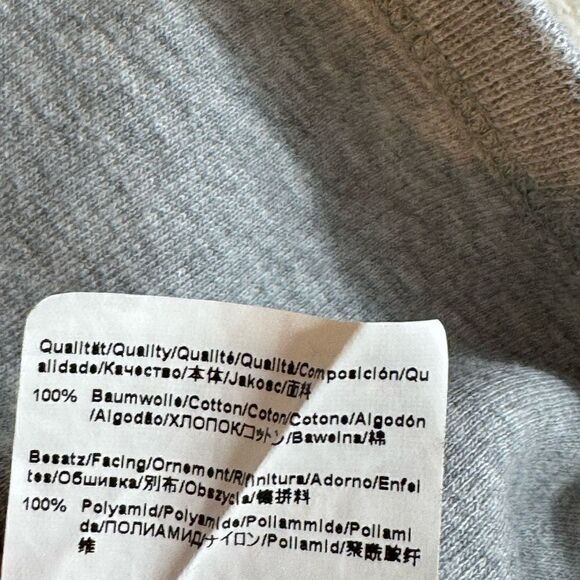 Qualität/Quality/Qualité/Qualità/Composición/Qu
alidade/Качество/本体/Jakosc/面料
100% Baumwolle/Cotton/Coton/Cotone/Algodón
/Algodão/ХЛОПОК/コットン/Bawelna/棉
Besatz/Facing/Ornement/Rifinitura/Adorno/Enfei
tes/Обшивка/別布/Obszycia/镶拼料
100% Polyamid/Polyamide/Poliammide/Poliami
da/ПОЛИАМИД/ナイロン/Poliamid/聚酰胺纤
维